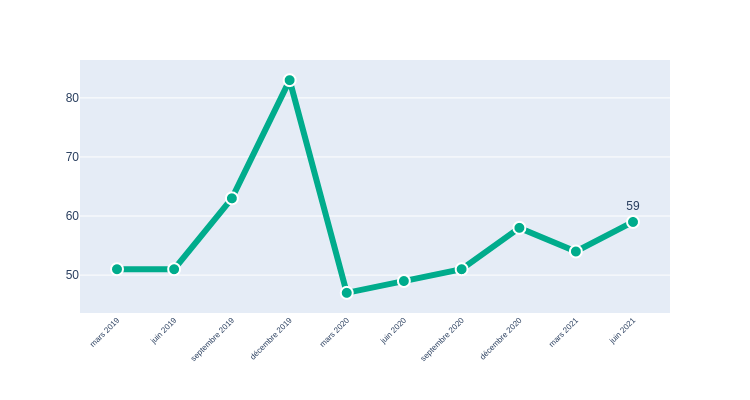 80
70
60
50
59
mars 2019
juin 2019
septembre 2019
décembre 2019
mars 2020
juin 2020
septembre 2020
décembre 2020
mars 2021
juin 2021